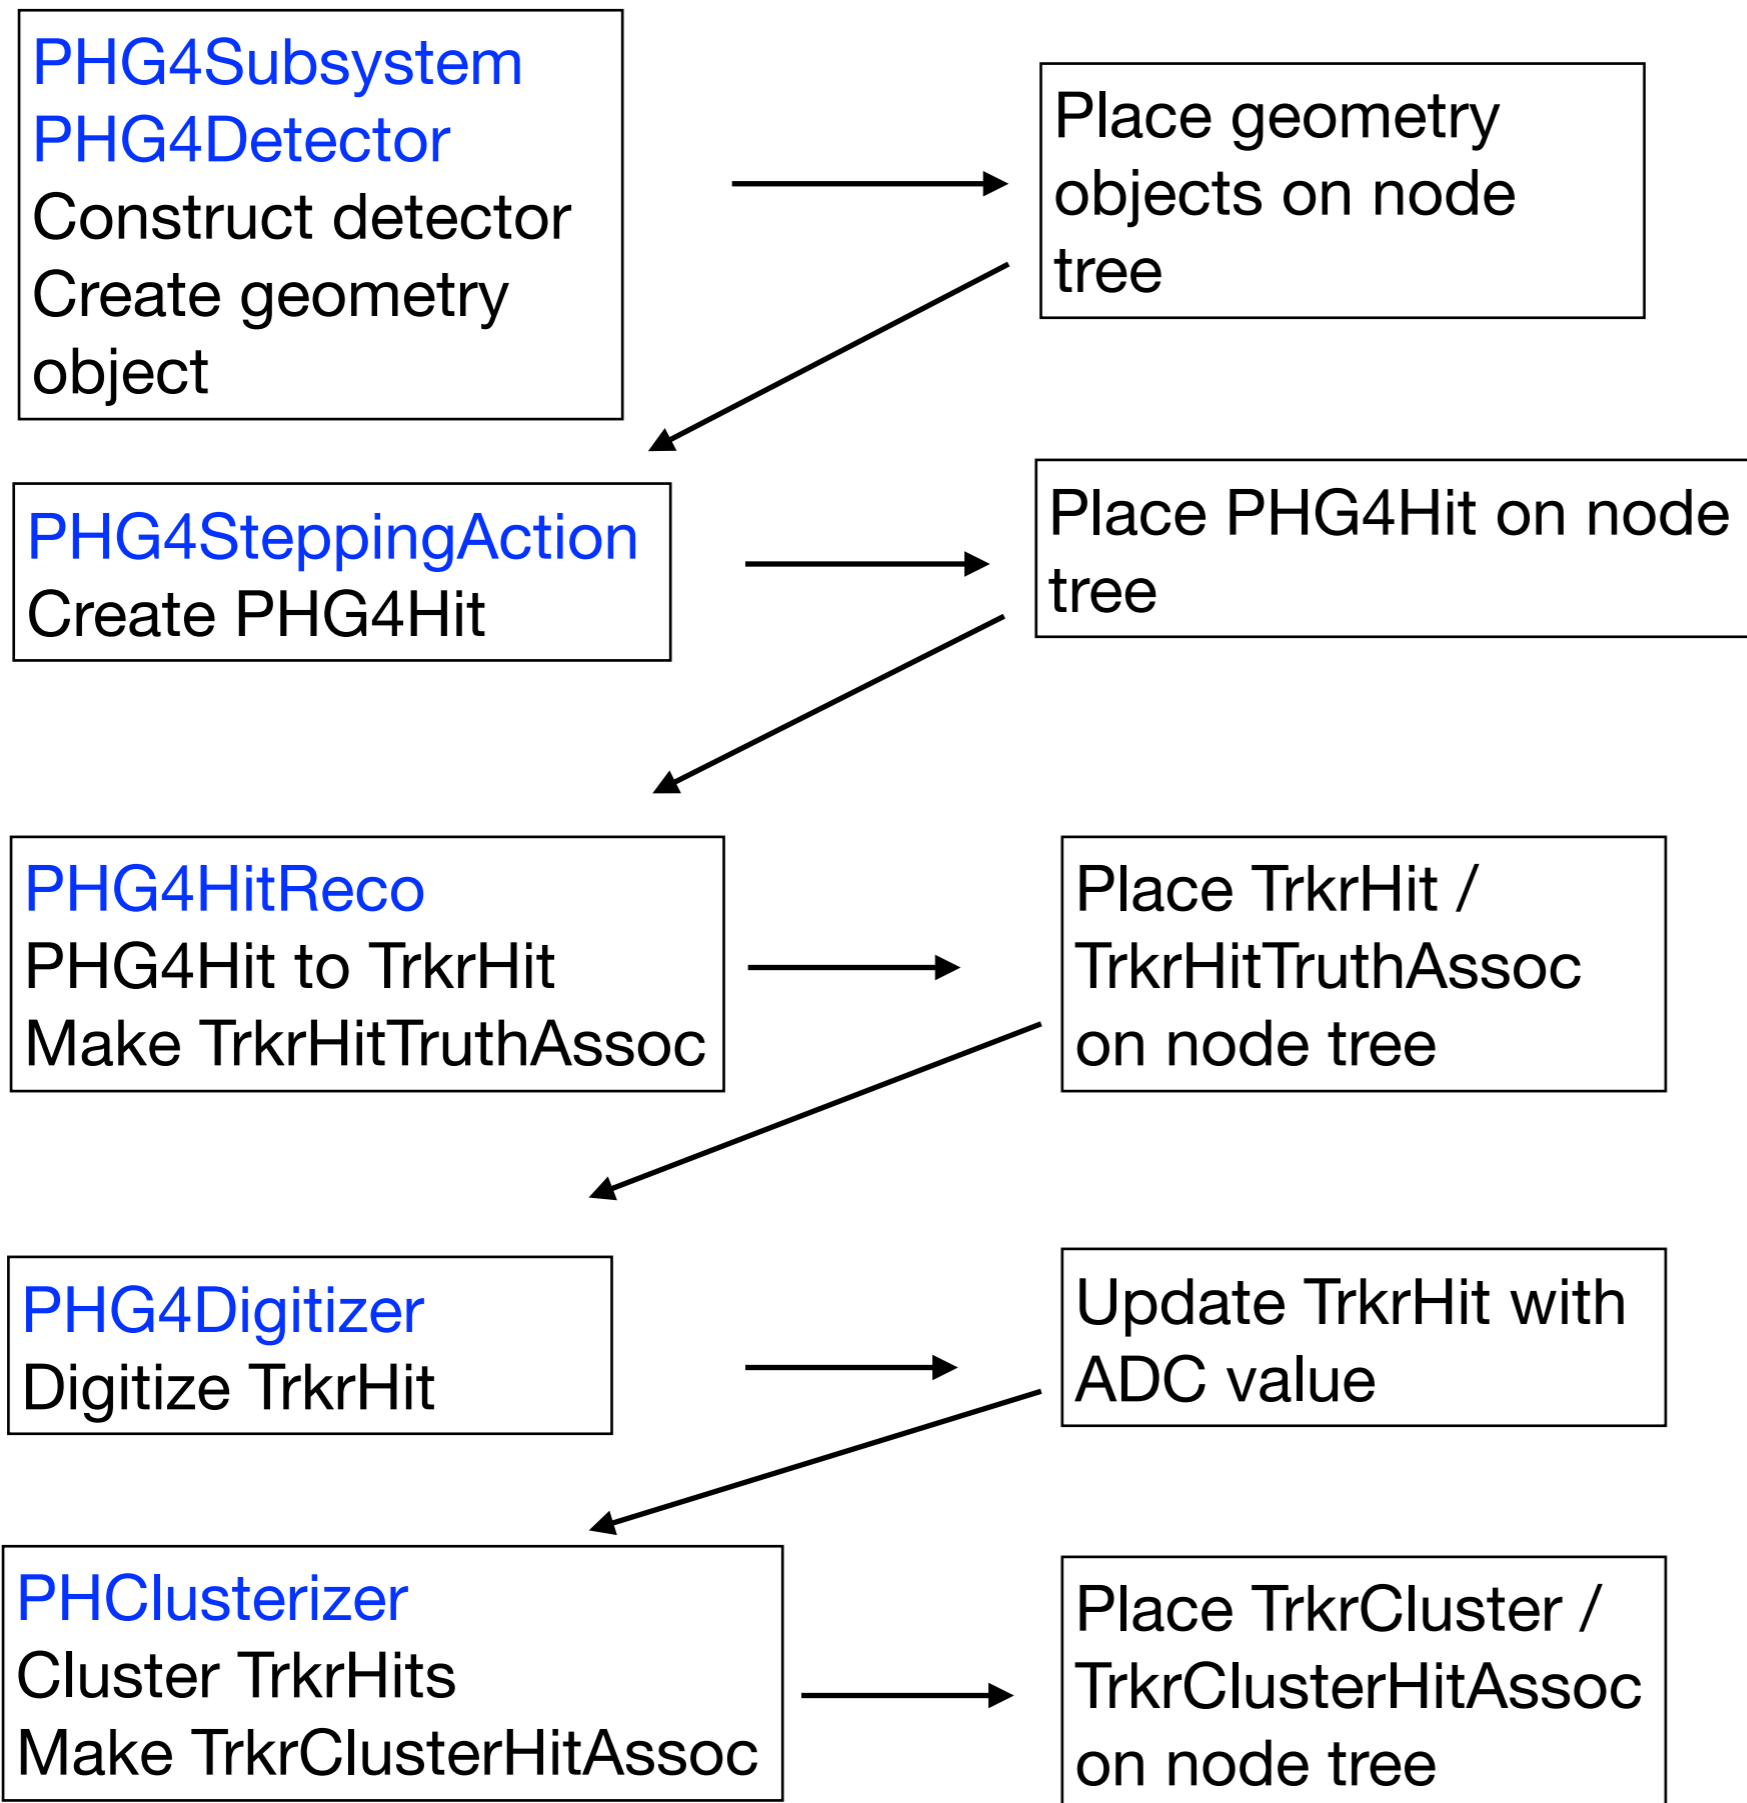 PHG4Subsystem
PHG4Detector
Construct detector
Create geometry
object
Place geometry
objects on node
tree
PHG4SteppingAction
Create PHG4Hit
Place PHG4Hit on node
tree
PHG4HitReco
PHG4Hit to TrkrHit
Make TrkrHitTruthAssoc
Place TrkrHit /
TrkrHitTruthAssoc
on node tree
PHG4Digitizer
Digitize TrkrHit
Update TrkrHit with
ADC value
PHClusterizer
Cluster TrkrHits
Make TrkrClusterHitAssoc
Place TrkrCluster /
TrkrClusterHitAssoc
on node tree